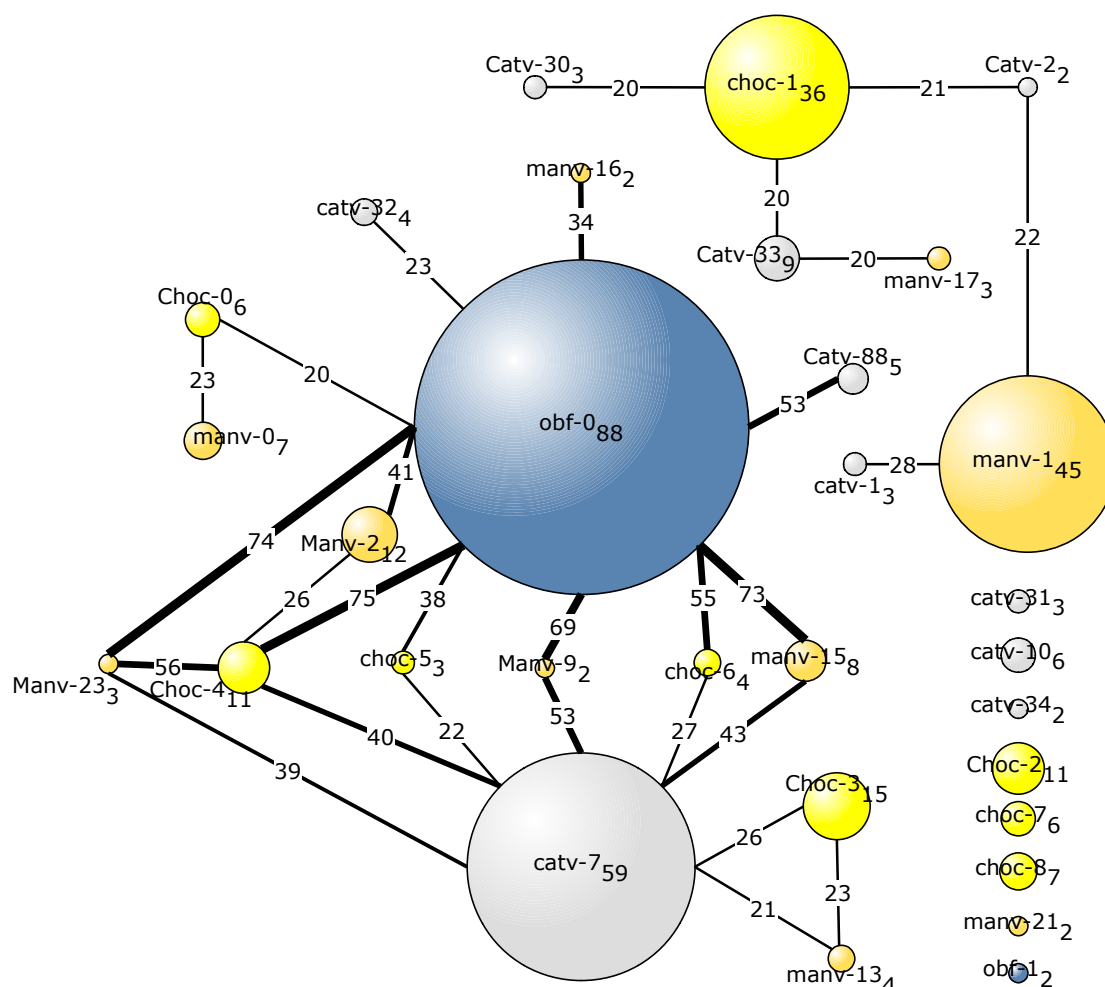 Catv-30 3
choc-1 36
Catv-2 2
20
21
manv-16 2
20
catv-32 4
34
22
23
Catv-33 9
20
manv-17 3
Choc-0 6
20
23
Catv-88 5
53
manv-0 7
obf-0 88
41
catv-1 3
28
manv-1 45
74
Manv-2 12
26
75
38
69
55
73
catv-31 3
Manv-23 3
56
Choc-4 11
choc-5 3
Manv-9 2
choc-6 4
manv-15 8
catv-10 6
catv-34 2
40
22
53
27
43
39
Choc-2 11
Choc-3 15
choc-7 6
26
catv-7 59
choc-8 7
23
21
manv-21 2
manv-13 4
obf-1 2